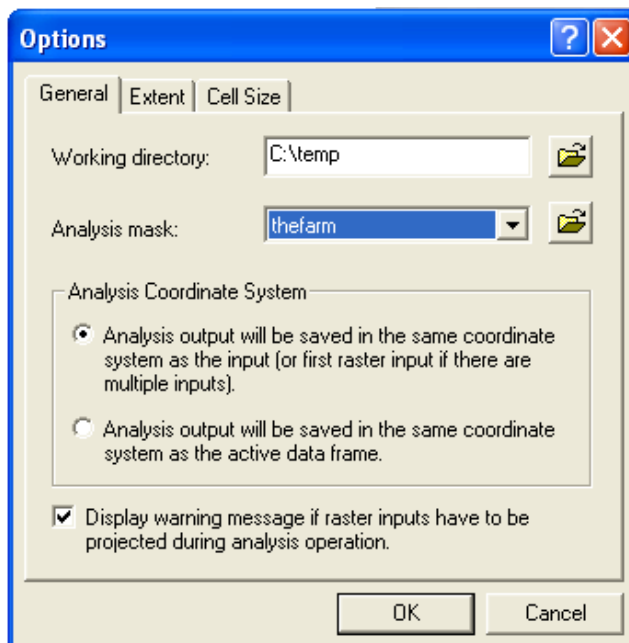 Options
General Extent Cell Size
Working directory: C:\temp
Analysis mask: thefarm
Analysis Coordinate System
Analysis output will be saved in the same coordinate
system as the input (or first raster input if there are
multiple inputs).
Analysis output will be saved in the same coordinate
system as the active data frame.
Display warning message if raster inputs have to be
projected during analysis operation.
OK Cancel